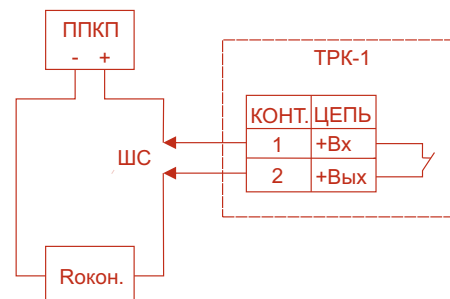 ППКП
- +
ТРК-1
КОНТ. ЦЕПЬ
1 +Вх
2 +Вых
ШС
Rокон.